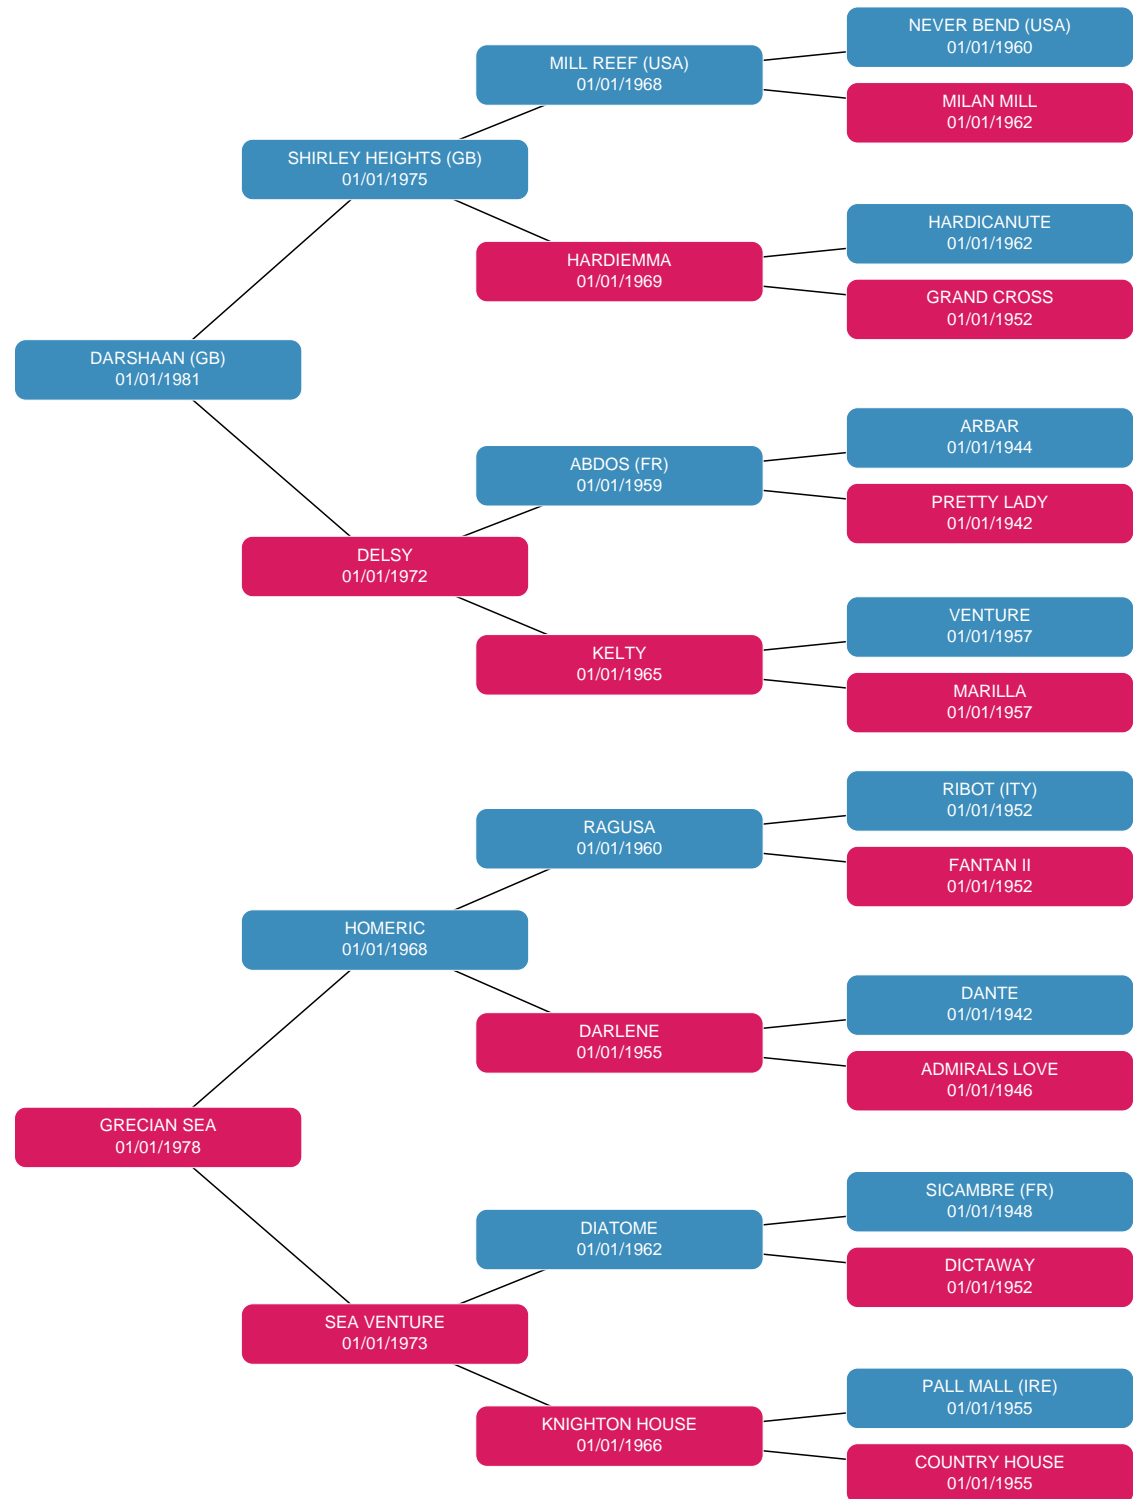 NEVER BEND (USA)
01/01/1960
MILL REEF (USA)
01/01/1968
MILAN MILL
01/01/1962
SHIRLEY HEIGHTS (GB)
01/01/1975
HARDICANUTE
01/01/1962
HARDIEMMA
01/01/1969
GRAND CROSS
01/01/1952
DARSHAAN (GB)
01/01/1981
ARBAR
01/01/1944
ABDOS (FR)
01/01/1959
PRETTY LADY
01/01/1942
DELSY
01/01/1972
VENTURE
01/01/1957
KELTY
01/01/1965
MARILLA
01/01/1957
RIBOT (ITY)
01/01/1952
RAGUSA
01/01/1960
FANTAN II
01/01/1952
HOMERIC
01/01/1968
DANTE
01/01/1942
DARLENE
01/01/1955
ADMIRALS LOVE
01/01/1946
GRECIAN SEA
01/01/1978
SICAMBRE (FR)
01/01/1948
DIATOME
01/01/1962
DICTAWAY
01/01/1952
SEA VENTURE
01/01/1973
PALL MALL (IRE)
01/01/1955
KNIGHTON HOUSE
01/01/1966
COUNTRY HOUSE
01/01/1955